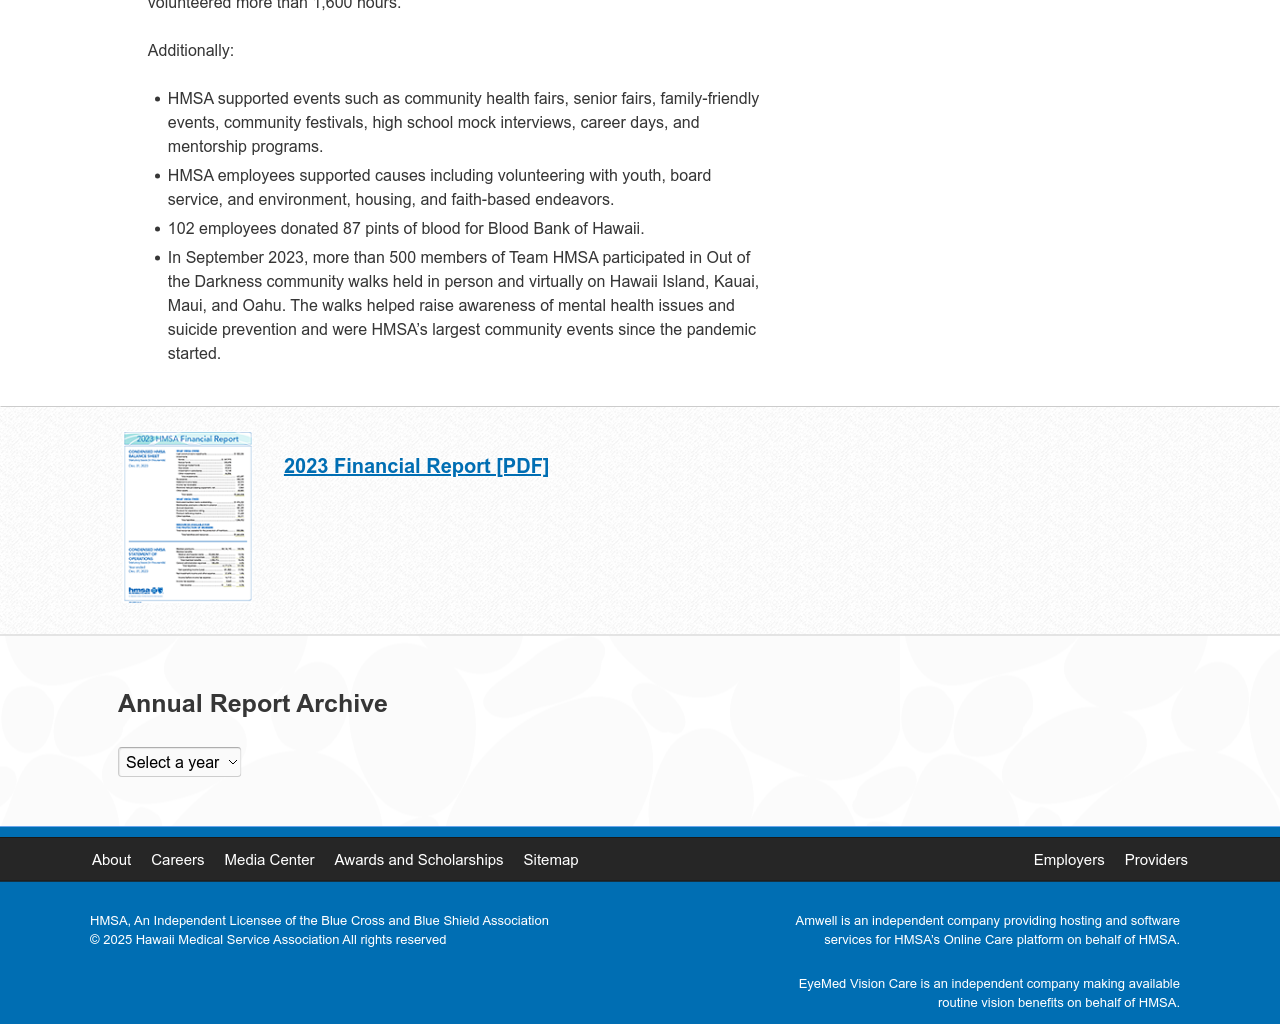 volunteered more than 1,600 hours.
Additionally:
• HMSA supported events such as community health fairs, senior fairs, family-friendly
events, community festivals, high school mock interviews, career days, and
mentorship programs.
• HMSA employees supported causes including volunteering with youth, board
service, and environment, housing, and faith-based endeavors.
• 102 employees donated 87 pints of blood for Blood Bank of Hawaii.
• In September 2023, more than 500 members of Team HMSA participated in Out of
the Darkness community walks held in person and virtually on Hawaii Island, Kauai,
Maui, and Oahu. The walks helped raise awareness of mental health issues and
suicide prevention and were HMSA’s largest community events since the pandemic
started.
2023 HMSA Financial Report
CONDENSED HMSA
BALANCE SHEET
CONDENSED HMSA
STATEMENT OF
OPERATIONS
hmsa
2023 Financial Report [PDF]
Annual Report Archive
Select a year
About Careers Media Center Awards and Scholarships Sitemap Employers Providers
HMSA, An Independent Licensee of the Blue Cross and Blue Shield Association
© 2025 Hawaii Medical Service Association All rights reserved
Amwell is an independent company providing hosting and software
services for HMSA's Online Care platform on behalf of HMSA.
EyeMed Vision Care is an independent company making available
routine vision benefits on behalf of HMSA.